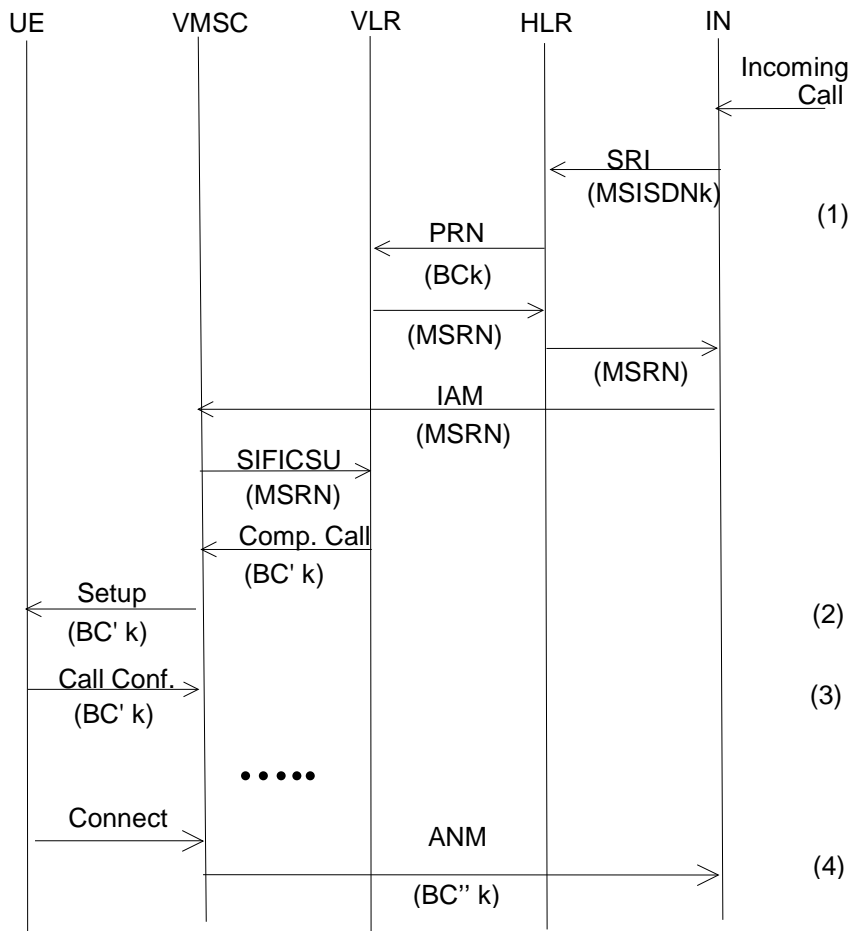 UE VMSC VLR HLR IN
Incoming
Call
SRI
(MSISDNk)
(1)
PRN
(BCk)
(MSRN)
(MSRN)
IAM
(MSRN)
SIFICSU
(MSRN)
Comp. Call
(BC' k)
Setup
(BC' k)
(2)
Call Conf.
(BC' k)
(3)
Connect
ANM
(BC'' k)
(4)